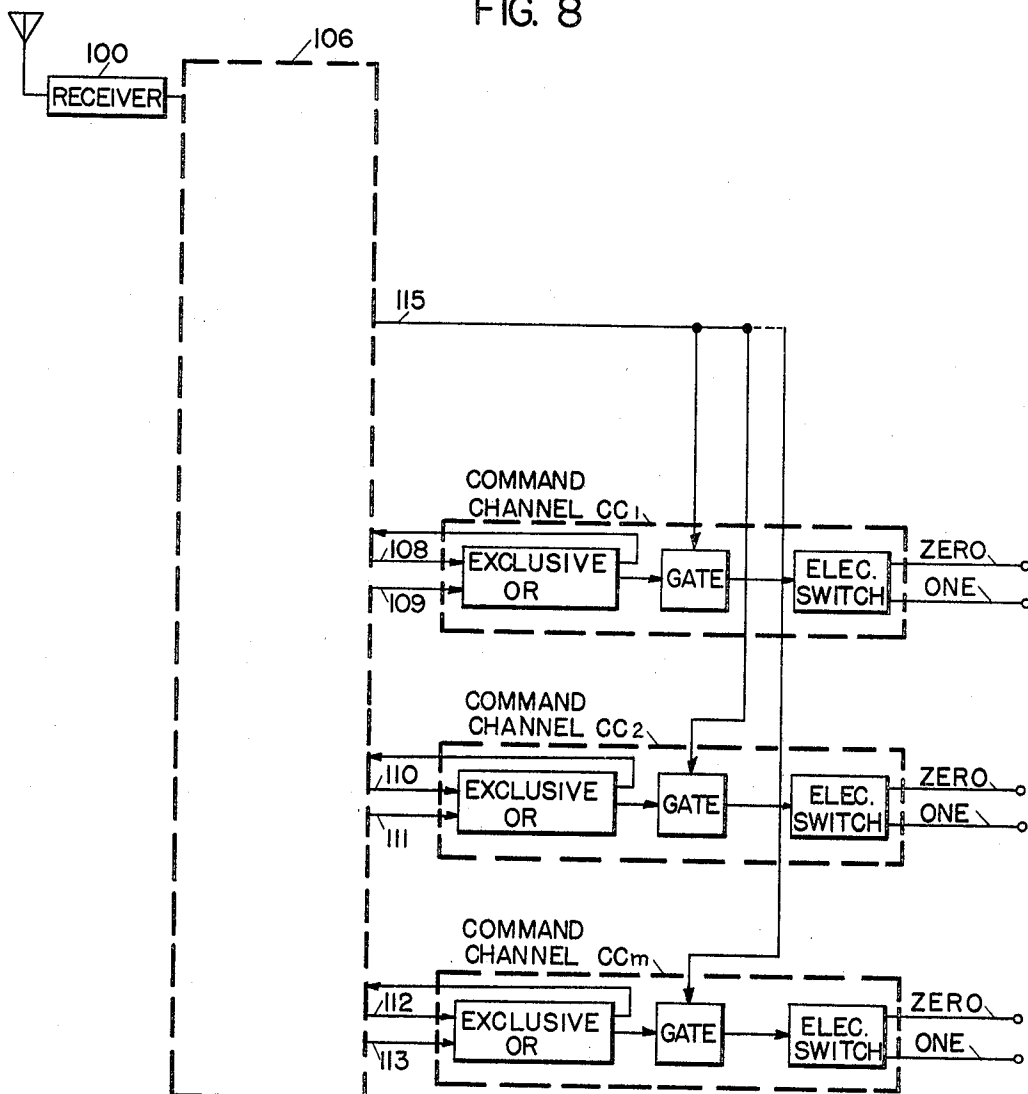 FIG. 8
106
100
RECEIVER
115
COMMAND
CHANNEL CC1
108
109
EXCLUSIVE
OR
GATE
ELEC.
SWITCH
ZERO
ONE
COMMAND
CHANNEL CC2
110
111
EXCLUSIVE
OR
GATE
ELEC.
SWITCH
ZERO
ONE
COMMAND
CHANNEL CCm
112
113
EXCLUSIVE
OR
GATE
ELEC.
SWITCH
ZERO
ONE